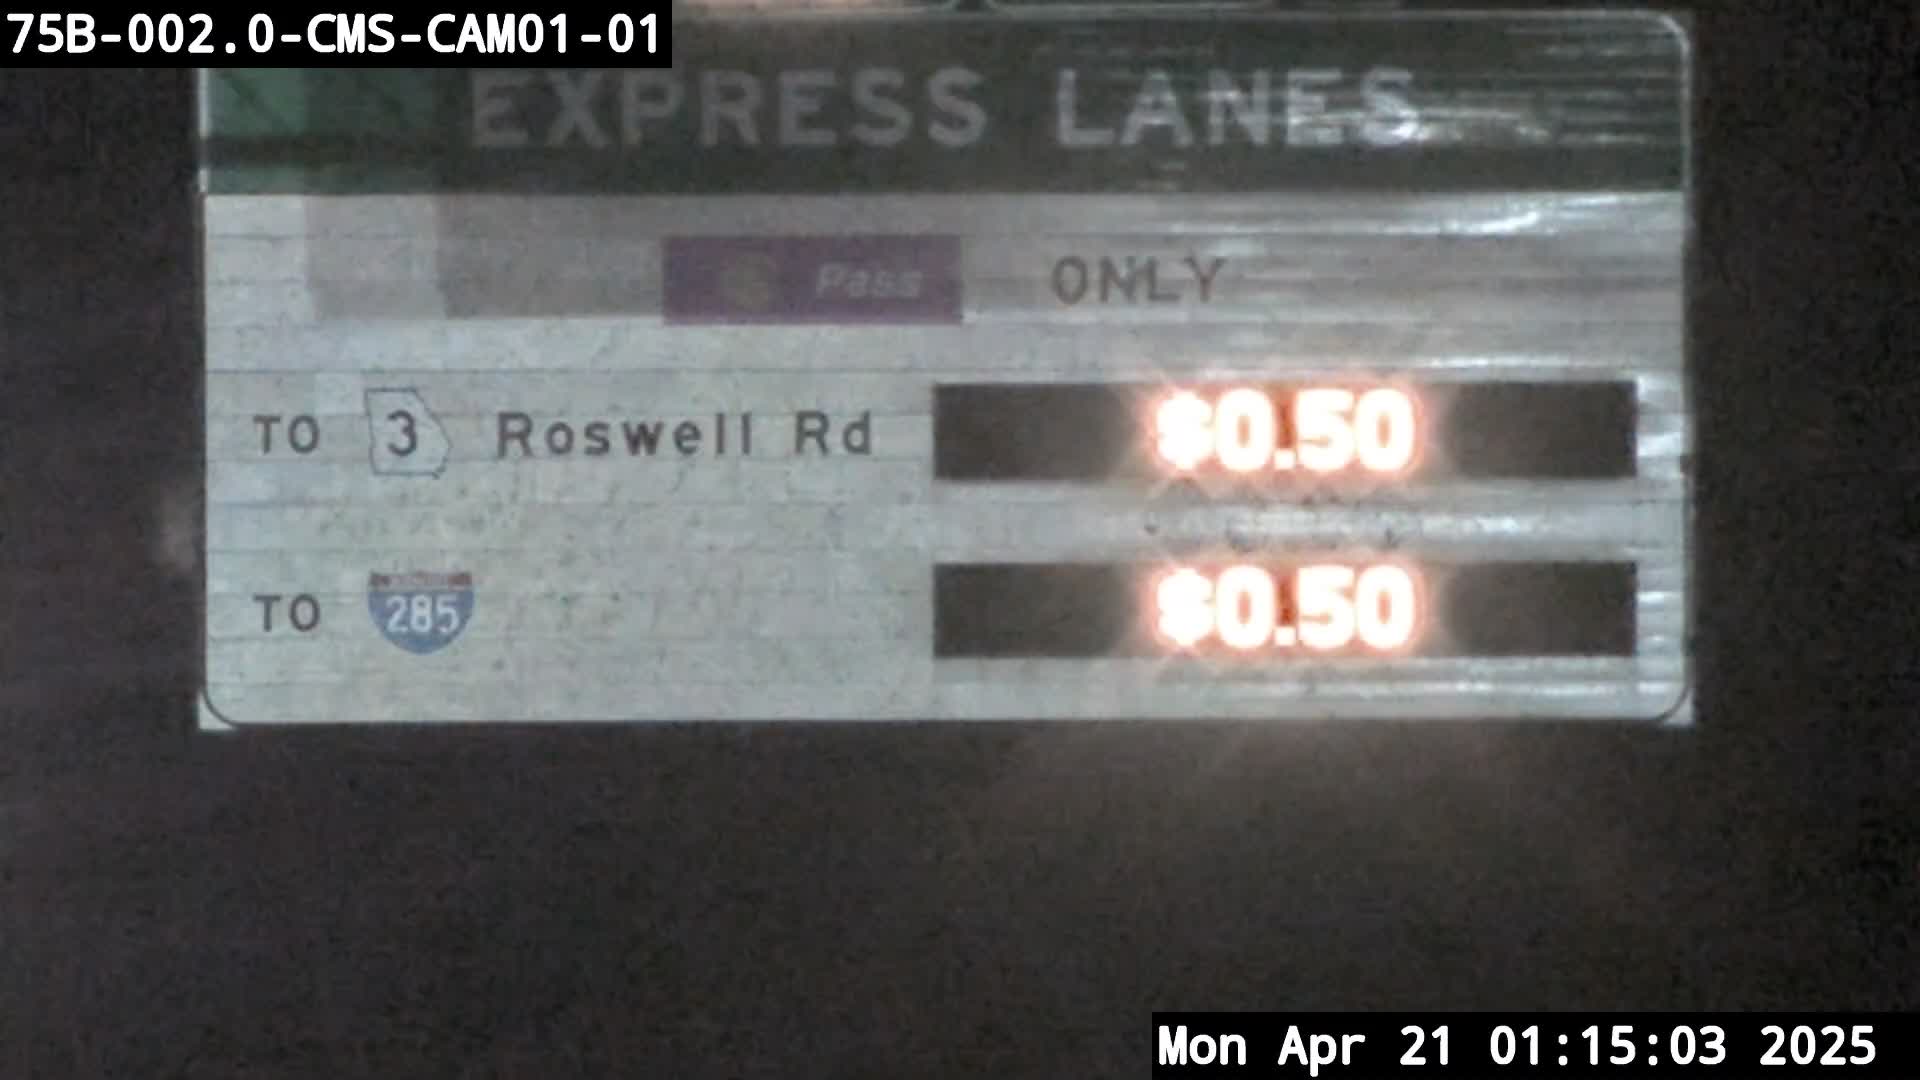 75B-002.0-CMS-CAM01-01
EXPRESS LANES
Pass ONLY
TO 3 Roswell Rd $0.50
TO 285 $0.50
Mon Apr 21 01:15:03 2025